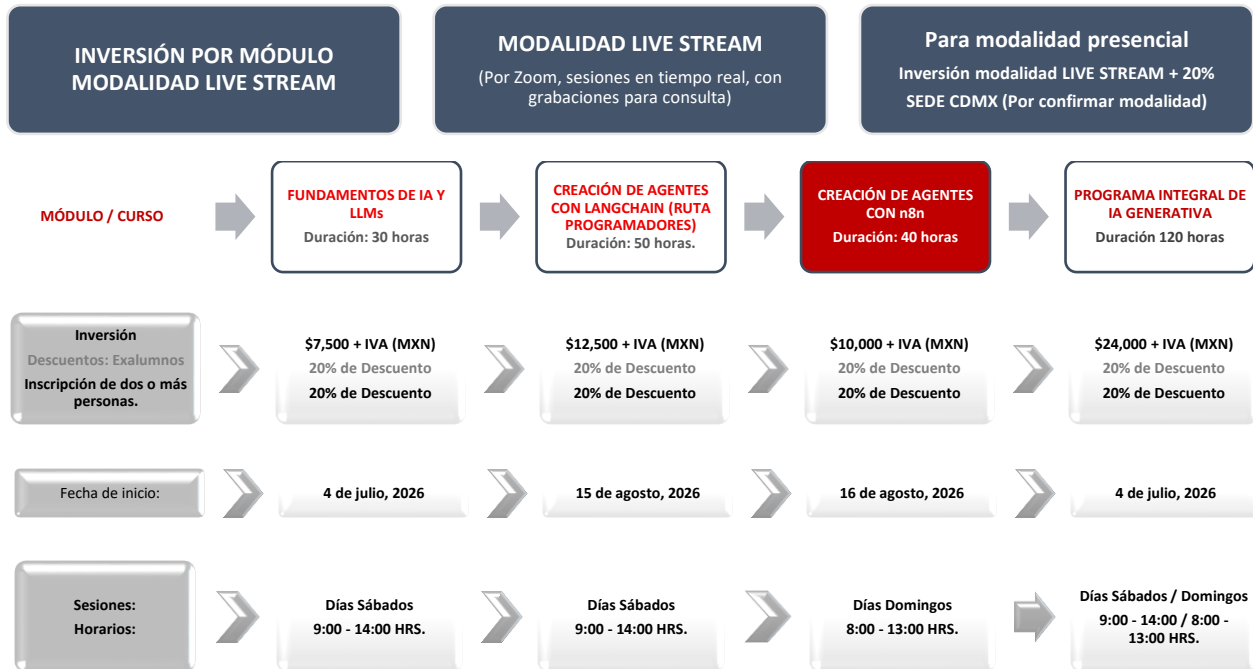 INVERSIÓN POR MÓDULO
MODALIDAD LIVE STREAM
MODALIDAD LIVE STREAM
(Por Zoom, sesiones en tiempo real, con
grabaciones para consulta)
Para modalidad presencial
Inversión modalidad LIVE STREAM + 20%
SEDE CDMX (Por confirmar modalidad)
MÓDULO / CURSO
FUNDAMENTOS DE IA Y
LLMs
Duración: 30 horas
CREACIÓN DE AGENTES
CON LANGCHAIN (RUTA
PROGRAMADORES)
Duración: 50 horas.
CREACIÓN DE AGENTES
CON n8n
Duración: 40 horas
PROGRAMA INTEGRAL DE
IA GENERATIVA
Duración 120 horas
Inversión
Descuentos: Exalumnos
Inscripción de dos o más
personas.
$7,500 + IVA (MXN)
20% de Descuento
20% de Descuento
$12,500 + IVA (MXN)
20% de Descuento
20% de Descuento
$10,000 + IVA (MXN)
20% de Descuento
20% de Descuento
$24,000 + IVA (MXN)
20% de Descuento
20% de Descuento
Fecha de inicio:
4 de julio, 2026
15 de agosto, 2026
16 de agosto, 2026
4 de julio, 2026
Sesiones:
Horarios:
Días Sábados
9:00 - 14:00 HRS.
Días Sábados
9:00 - 14:00 HRS.
Días Domingos
8:00 - 13:00 HRS.
Días Sábados / Domingos
9:00 - 14:00 / 8:00 -
13:00 HRS.